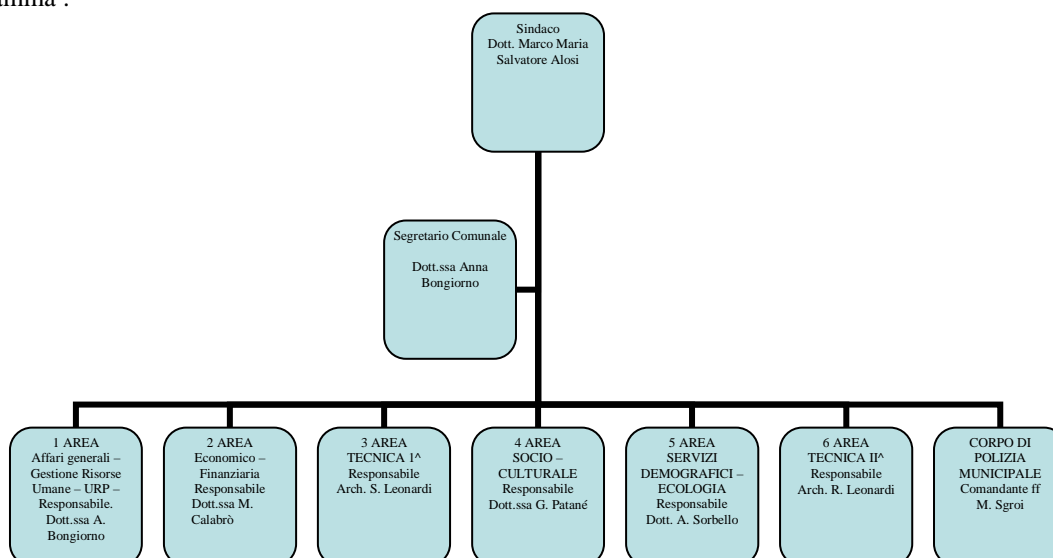 Sindaco
Dott. Marco Maria
Salvatore Alosi
Segretario Comunale
Dott.ssa Anna
Bongiorno
1 AREA
Affari generali –
Gestione Risorse
Umane – URP –
Responsabile.
Dott.ssa A.
Bongiorno
2 AREA
Economico –
Finanziaria
Responsabile
Dott.ssa M.
Calabrò
3 AREA
TECNICA 1^
Responsabile
Arch. S. Leonardi
4 AREA
SOCIO –
CULTURALE
Responsabile
Dott.ssa G. Patané
5 AREA
SERVIZI
DEMOGRAFICI –
ECOLOGIA
Responsabile
Dott. A. Sorbello
6 AREA
TECNICA II^
Responsabile
Arch. R. Leonardi
CORPO DI
POLIZIA
MUNICIPALE
Comandante ff
M. Sgroi